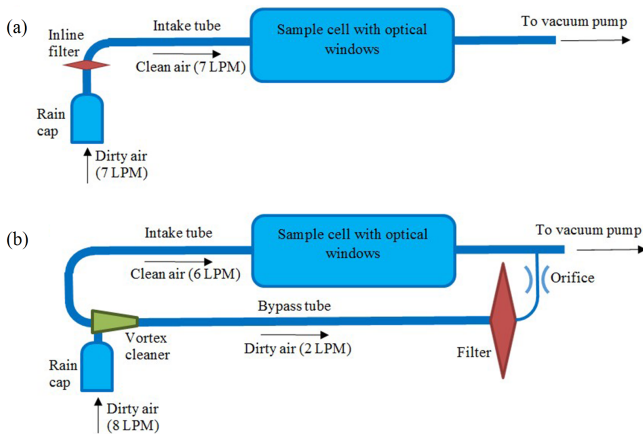 (a)
Inline
filter
Intake tube
Clean air (7 LPM)
Sample cell with optical
windows
To vacuum pump
Rain
cap
Dirty air
(7 LPM)
(b)
Intake tube
Clean air (6 LPM)
Sample cell with optical
windows
To vacuum pump
Orifice
Bypass tube
Dirty air (2 LPM)
Vortex
cleaner
Filter
Rain
cap
Dirty air
(8 LPM)